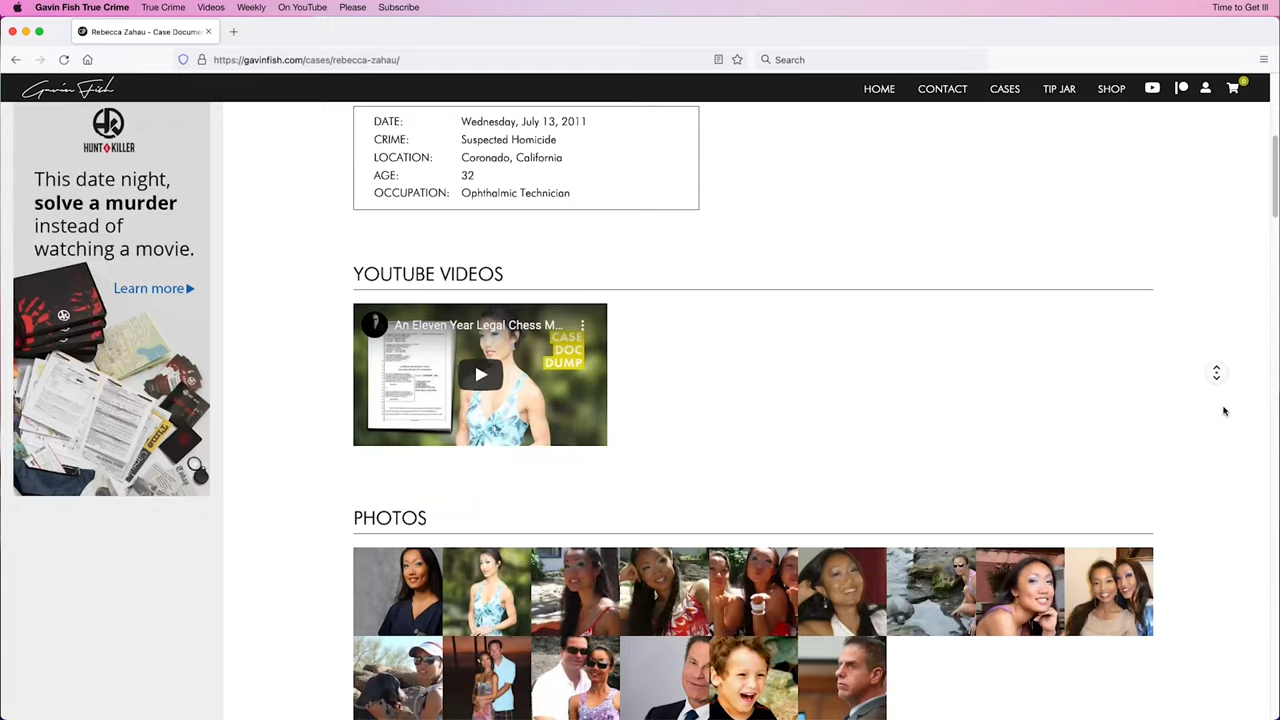 Gavin Fish True Crime True Crime Videos Weekly On YouTube Please Subscribe Time to Get Ill
Rebecca Zahau - Case Docume
https://gavinfish.com/cases/rebecca-zahau/ Search
Gavin Fish HOME CONTACT CASES TIP JAR SHOP 0
HUNT A KILLER
This date night,
solve a murder
instead of
watching a movie.
Learn more
DATE: Wednesday, July 13, 2011
CRIME: Suspected Homicide
LOCATION: Coronado, California
AGE: 32
OCCUPATION: Ophthalmic Technician
YOUTUBE VIDEOS
An Eleven Year Legal Chess M...
CASE
DOC
DUMP
PHOTOS